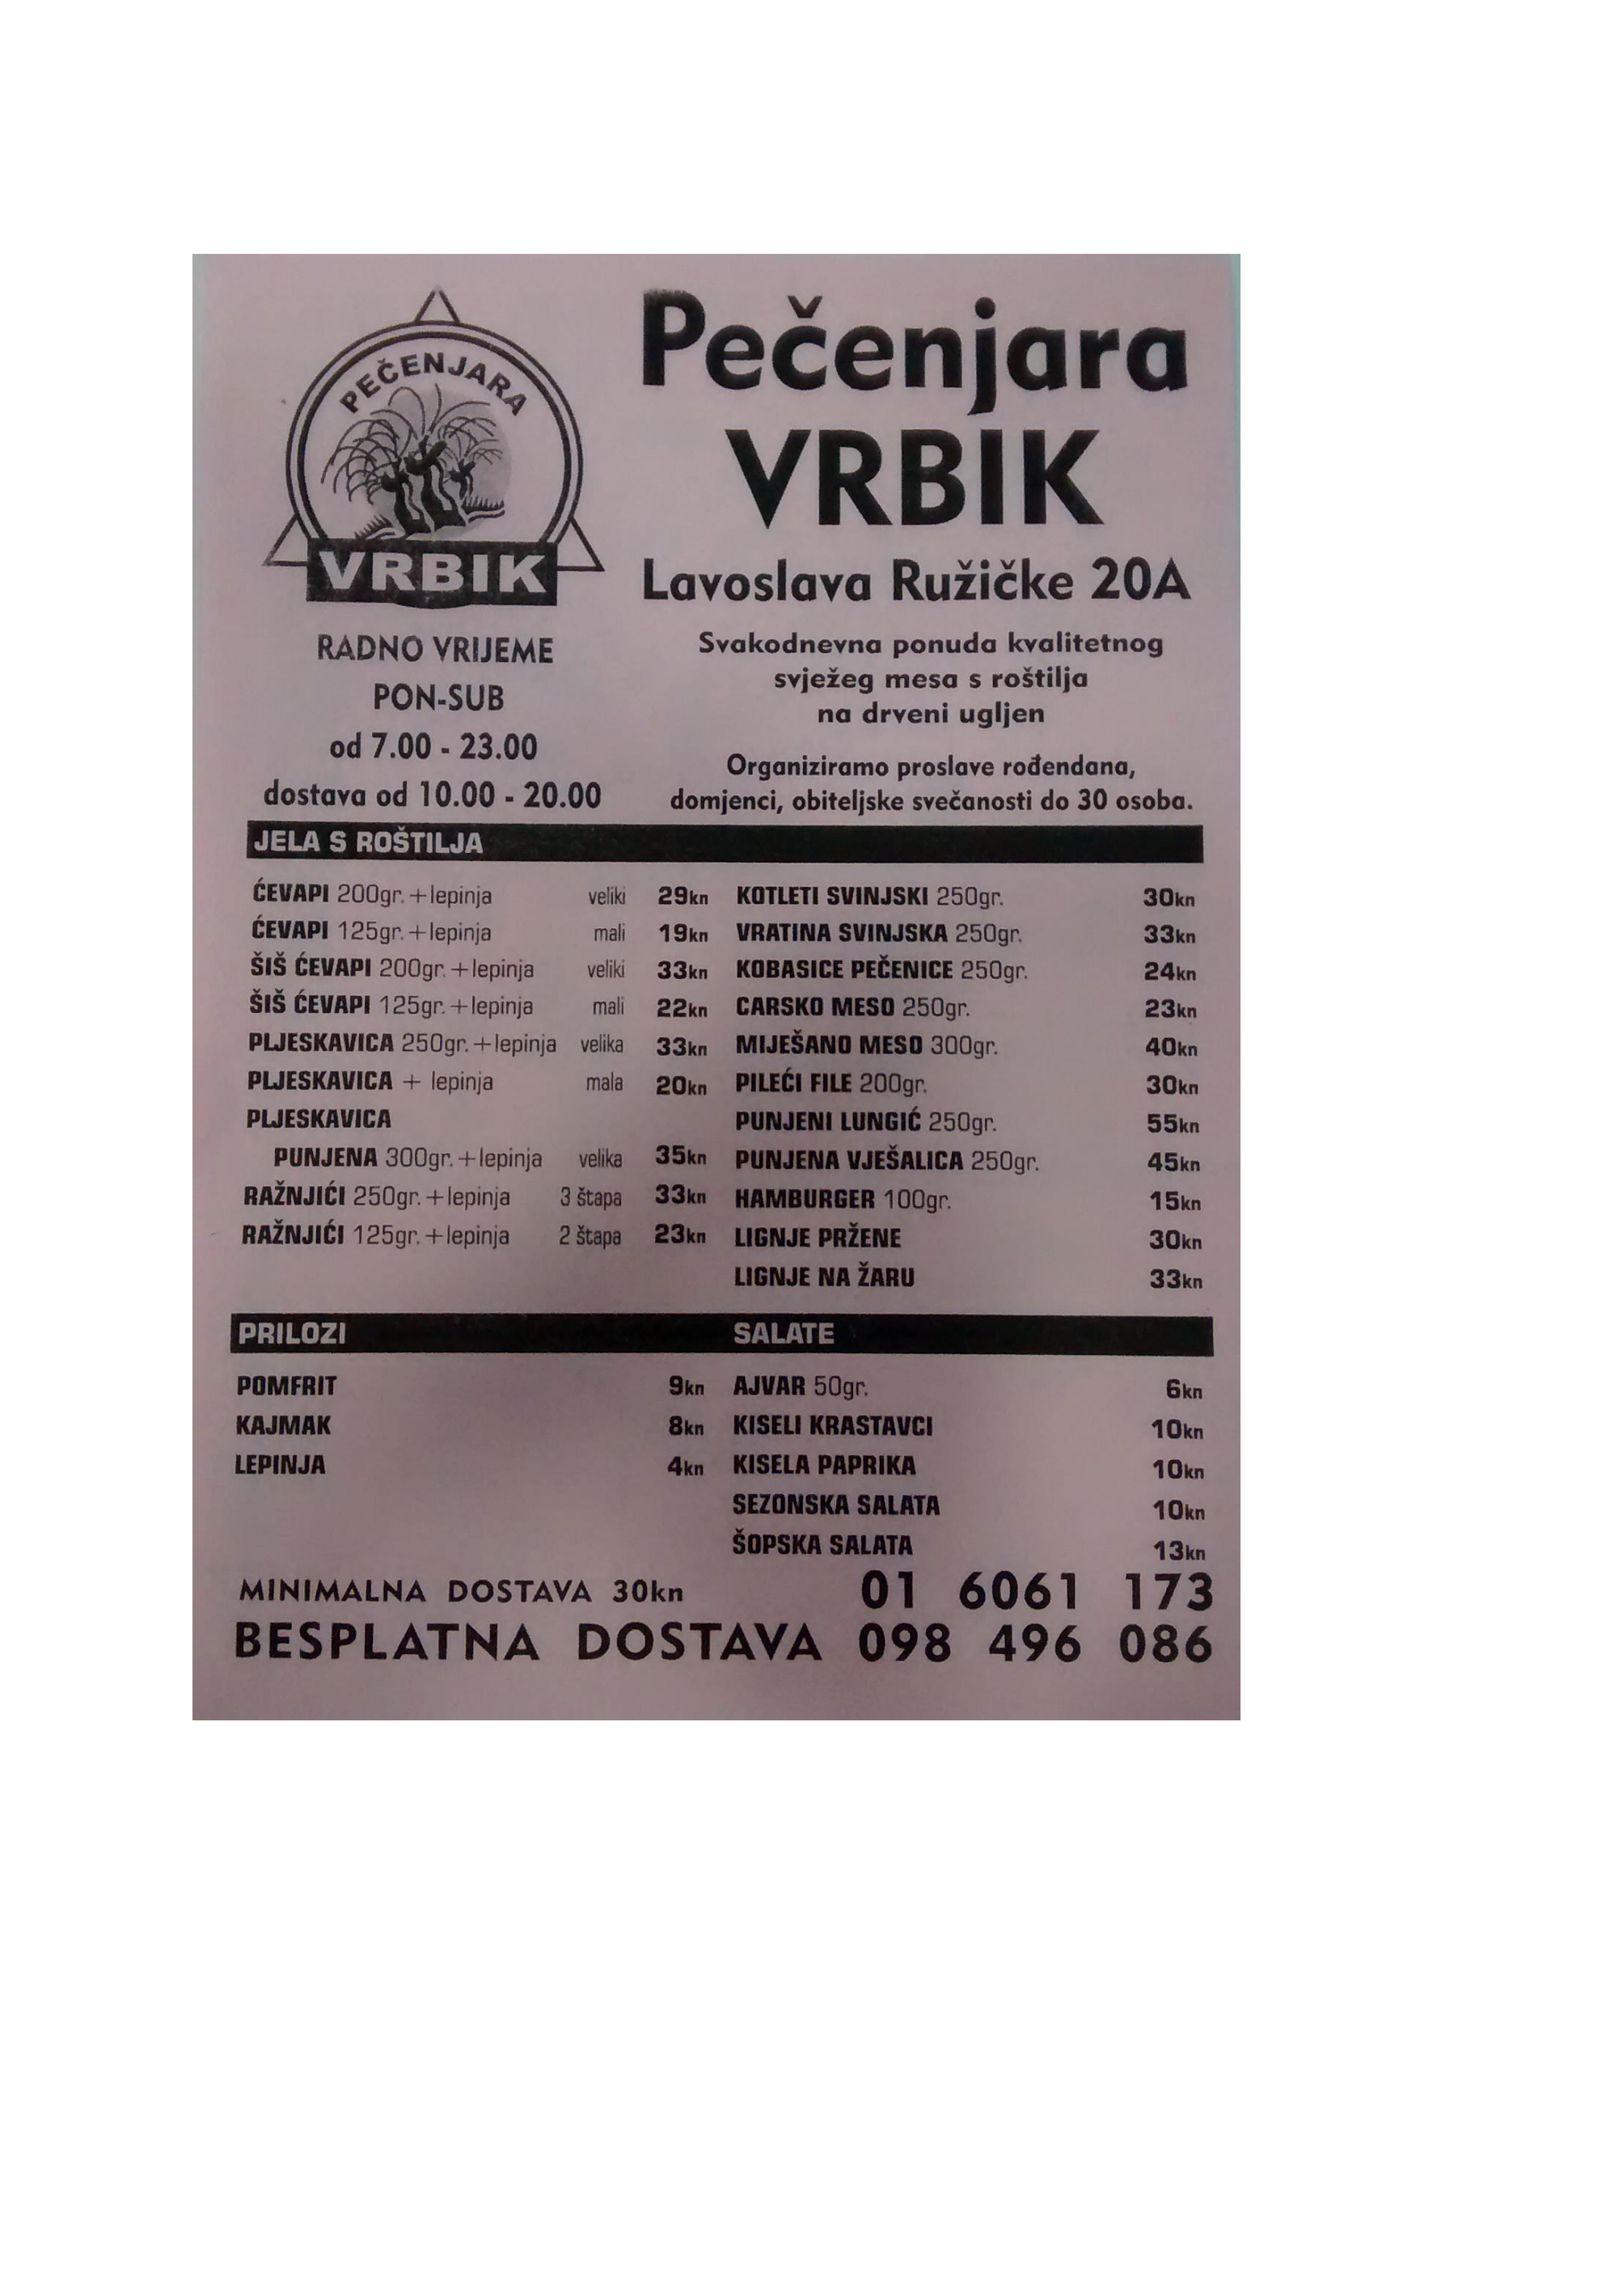 PEČENJARA
VRBIK
Pečenjara
VRBIK
Lavoslava Ružičke 20A
RADNO VRIJEME
PON-SUB
od 7.00 - 23.00
dostava od 10.00 - 20.00
Svakodnevna ponuda kvalitetnog
svježeg mesa s roštilja
na drveni ugljen
Organiziramo proslave rođendana,
domjenci, obiteljske svečanosti do 30 osoba.
JELA S ROŠTILJA
ĆEVAPI 200gr.+lepinja veliki 29kn
ĆEVAPI 125gr.+lepinja mali 19kn
ŠIŠ ĆEVAPI 200gr.+lepinja veliki 33kn
ŠIŠ ĆEVAPI 125gr.+lepinja mali 22kn
PLJESKAVICA 250gr.+lepinja velika 33kn
PLJESKAVICA + lepinja mala 20kn
PLJESKAVICA
PUNJENA 300gr.+lepinja velika 35kn
RAŽNJIĆI 250gr.+lepinja 3 štapa 33kn
RAŽNJIĆI 125gr.+lepinja 2 štapa 23kn
KOTLETI SVINJSKI 250gr. 30kn
VRATINA SVINJSKA 250gr. 33kn
KOBASICE PEČENICE 250gr. 24kn
CARSKO MESO 250gr. 23kn
MIJEŠANO MESO 300gr. 40kn
PILEĆI FILE 200gr. 30kn
PUNJENI LUNGIĆ 250gr. 55kn
PUNJENA VJEŠALICA 250gr. 45kn
HAMBURGER 100gr. 15kn
LIGNJE PRŽENE 30kn
LIGNJE NA ŽARU 33kn
PRILOZI
POMFRIT 9kn
KAJMAK 8kn
LEPINJA 4kn
SALATE
AJVAR 50gr. 6kn
KISELI KRASTAVCI 10kn
KISELA PAPRIKA 10kn
SEZONSKA SALATA 10kn
ŠOPSKA SALATA 13kn
MINIMALNA DOSTAVA 30kn 01 6061 173
BESPLATNA DOSTAVA 098 496 086